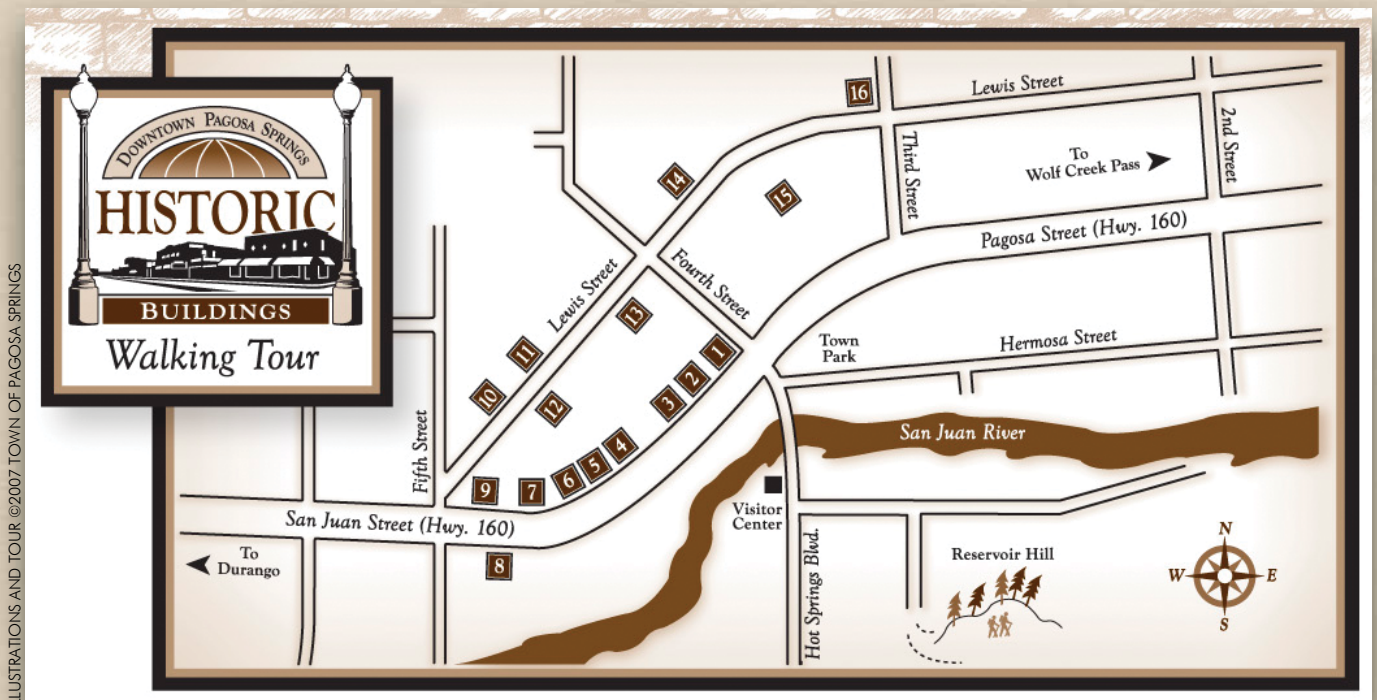 DOWNTOWN PAGOSA SPRINGS
HISTORIC
BUILDINGS
Walking Tour
LLUSTRATIONS AND TOUR ©2007 TOWN OF PAGOSA SPRINGS
16
Lewis Street
2nd Street
Third Street
To
Wolf Creek Pass
14
15
Pagosa Street (Hwy. 160)
Fourth Street
Lewis Street
13
11
1
Town
Park
Hermosa Street
2
10
12
3
Fifth Street
San Juan River
4
5
6
9
7
Visitor
Center
San Juan Street (Hwy. 160)
To
Durango
8
Hot Springs Blvd.
Reservoir Hill
N
W
E
S